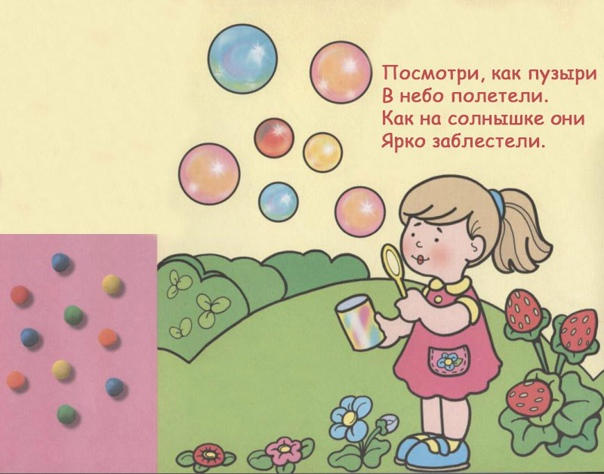 Посмотри, как пузыри
В небо полетели.
Как на солнышке они
Ярко заблестели.